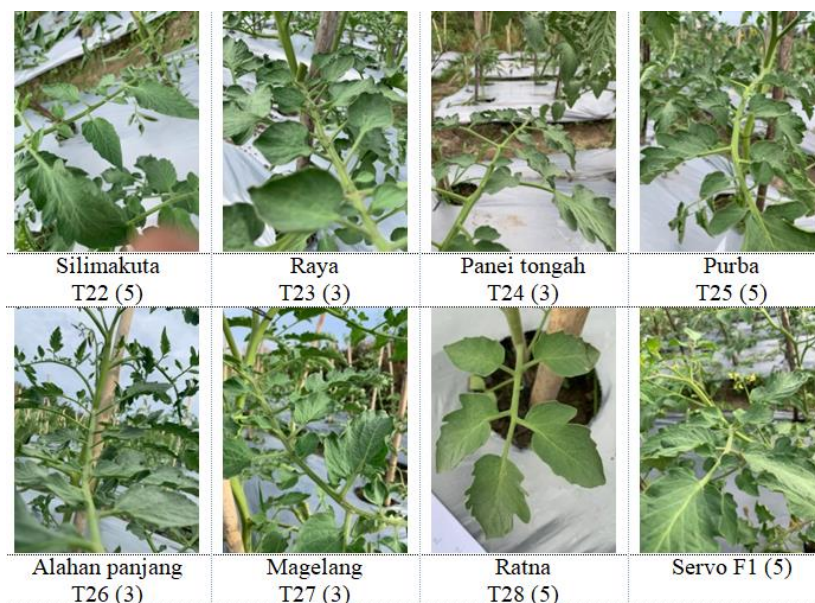 Silimakuta
T22 (5)
Raya
T23 (3)
Panei tongah
T24 (3)
Purba
T25 (5)
Alahan panjang
T26 (3)
Magelang
T27 (3)
Ratna
T28 (5)
Servo F1 (5)